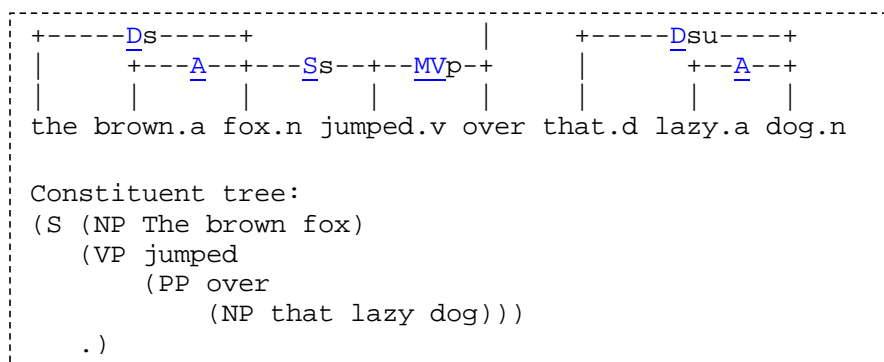 +-----Ds-----+                       |     +-----Dsu----+
|     +---A--+---Ss--+--MVp-+        |     |      +--A--+
|     |      |       |      |     |      |     |
the brown.a fox.n jumped.v over that.d lazy.a dog.n
Constituent tree:
(S (NP The brown fox)
   (VP jumped
       (PP over
           (NP that lazy dog)))
   .)